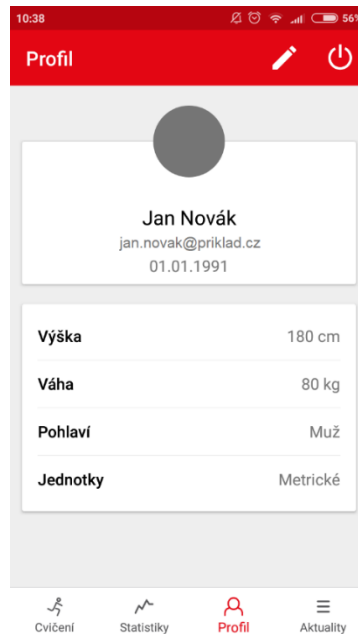 10:38 56%
Profil
Jan Novák
jan.novak@priklad.cz
01.01.1991
Výška 180 cm
Váha 80 kg
Pohlaví Muž
Jednotky Metrické
Cvičení Statistiky Profil Aktuality